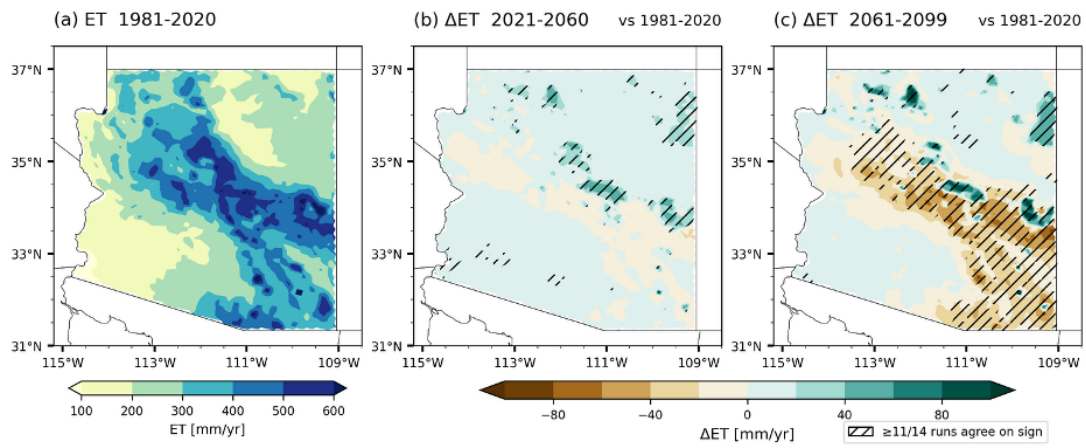 (a) ET 1981-2020
(b) ΔET 2021-2060 vs 1981-2020
(c) ΔET 2061-2099 vs 1981-2020
37°N
35°N
33°N
31°N
115°W 113°W 111°W 109°W
37°N
35°N
33°N
31°N
115°W 113°W 111°W 109°W
37°N
35°N
33°N
31°N
115°W 113°W 111°W 109°W
100 200 300 400 500 600
ET [mm/yr]
−80 −40 0 40 80
ΔET [mm/yr]
≥11/14 runs agree on sign